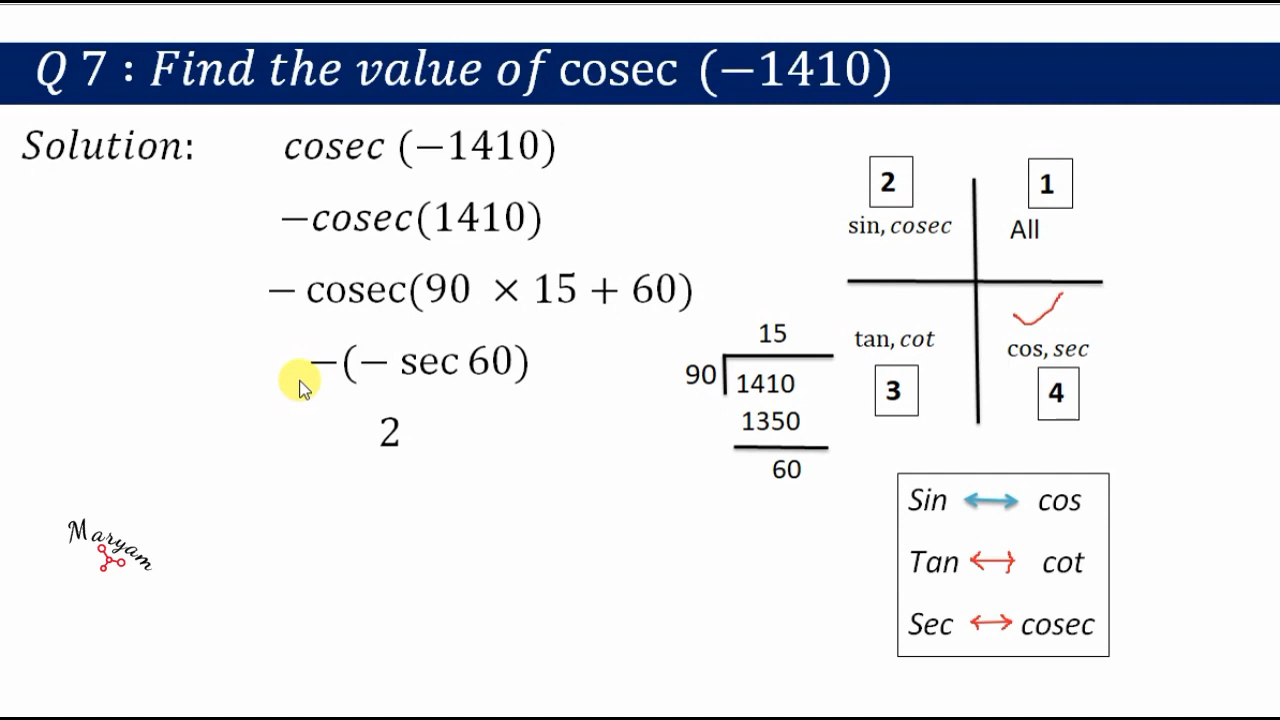 Q 7 : Find the value of cosec (−1410)
Solution: cosec (−1410)
−cosec(1410)
− cosec(90 × 15 + 60)
−(− sec 60)
2
15
90 1410
1350
60
2 1
sin, cosec All
tan, cot cos, sec
3 4
Sin ↔ cos
Tan ↔ cot
Sec ↔ cosec
Maryam